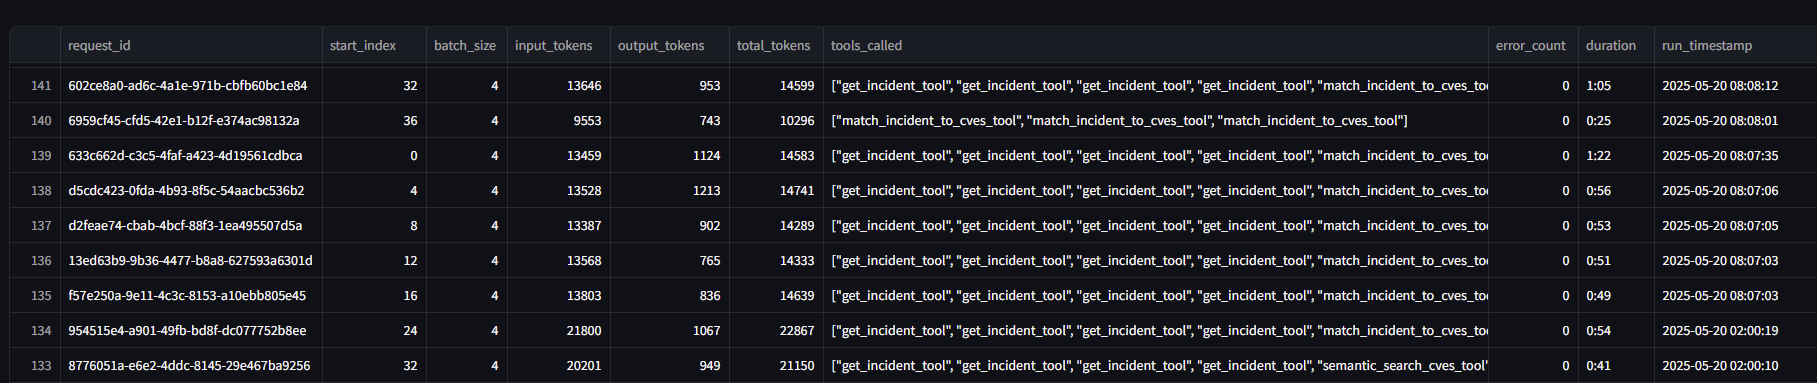 request_id start_index batch_size input_tokens output_tokens total_tokens tools_called error_count duration run_timestamp
141 602ce8a0-ad6c-4a1e-971b-cbfb60bc1e84 32 4 13646 953 14599 ["get_incident_tool", "get_incident_tool", "get_incident_tool", "get_incident_tool", "match_incident_to_cves_too 0 1:05 2025-05-20 08:08:12
140 6959cf45-cfd5-42e1-b12f-e374ac98132a 36 4 9553 743 10296 ["match_incident_to_cves_tool", "match_incident_to_cves_tool", "match_incident_to_cves_tool"] 0 0:25 2025-05-20 08:08:01
139 633c662d-c3c5-4faf-a423-4d19561cdbca 0 4 13459 1124 14583 ["get_incident_tool", "get_incident_tool", "get_incident_tool", "get_incident_tool", "match_incident_to_cves_too 0 1:22 2025-05-20 08:07:35
138 d5cdc423-0fda-4b93-8f5c-54aacbc536b2 4 4 13528 1213 14741 ["get_incident_tool", "get_incident_tool", "get_incident_tool", "get_incident_tool", "match_incident_to_cves_too 0 0:56 2025-05-20 08:07:06
137 d2feae74-cbab-4bcf-88f3-1ea495507d5a 8 4 13387 902 14289 ["get_incident_tool", "get_incident_tool", "get_incident_tool", "get_incident_tool", "match_incident_to_cves_too 0 0:53 2025-05-20 08:07:05
136 13ed63b9-9b36-4477-b8a8-627593a6301d 12 4 13568 765 14333 ["get_incident_tool", "get_incident_tool", "get_incident_tool", "get_incident_tool", "match_incident_to_cves_too 0 0:51 2025-05-20 08:07:03
135 f57e250a-9e11-4c3c-8153-a10ebb805e45 16 4 13803 836 14639 ["get_incident_tool", "get_incident_tool", "get_incident_tool", "get_incident_tool", "match_incident_to_cves_too 0 0:49 2025-05-20 08:07:03
134 954515e4-a901-49fb-bd8f-dc077752b8ee 24 4 21800 1067 22867 ["get_incident_tool", "get_incident_tool", "get_incident_tool", "get_incident_tool", "match_incident_to_cves_too 0 0:54 2025-05-20 02:00:19
133 8776051a-e6e2-4ddc-8145-29e467ba9256 32 4 20201 949 21150 ["get_incident_tool", "get_incident_tool", "get_incident_tool", "get_incident_tool", "semantic_search_cves_tool" 0 0:41 2025-05-20 02:00:10